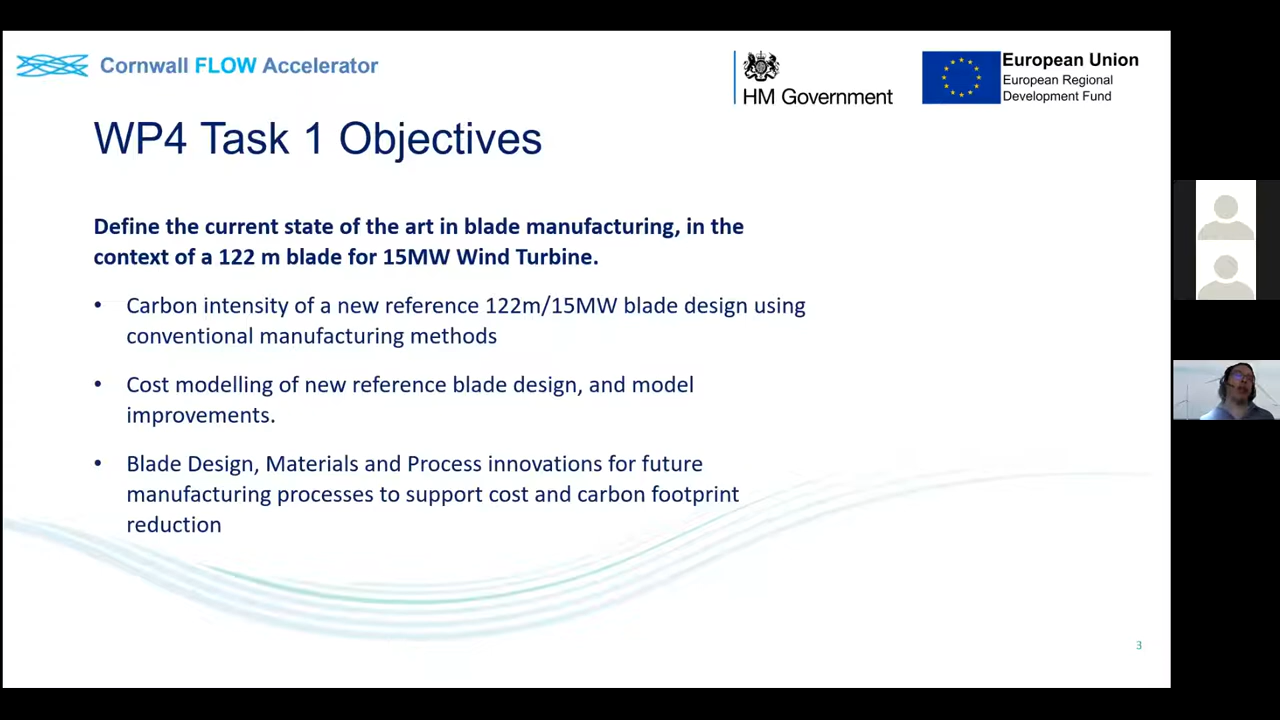 Cornwall FLOW Accelerator
HM Government
European Union
European Regional
Development Fund
WP4 Task 1 Objectives
Define the current state of the art in blade manufacturing, in the
context of a 122 m blade for 15MW Wind Turbine.
• Carbon intensity of a new reference 122m/15MW blade design using
conventional manufacturing methods
• Cost modelling of new reference blade design, and model
improvements.
• Blade Design, Materials and Process innovations for future
manufacturing processes to support cost and carbon footprint
reduction
3